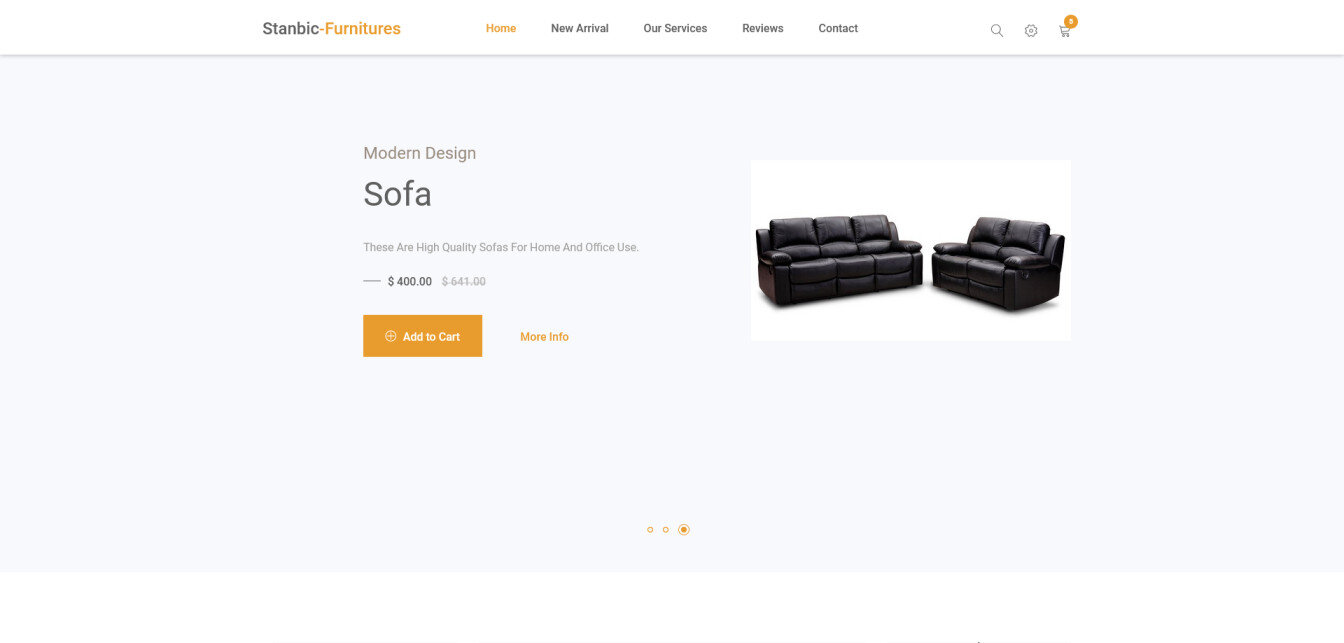 Stanbic-Furnitures
Home
New Arrival
Our Services
Reviews
Contact
5
Modern Design
Sofa
These Are High Quality Sofas For Home And Office Use.
$ 400.00 $ 641.00
Add to Cart
More Info